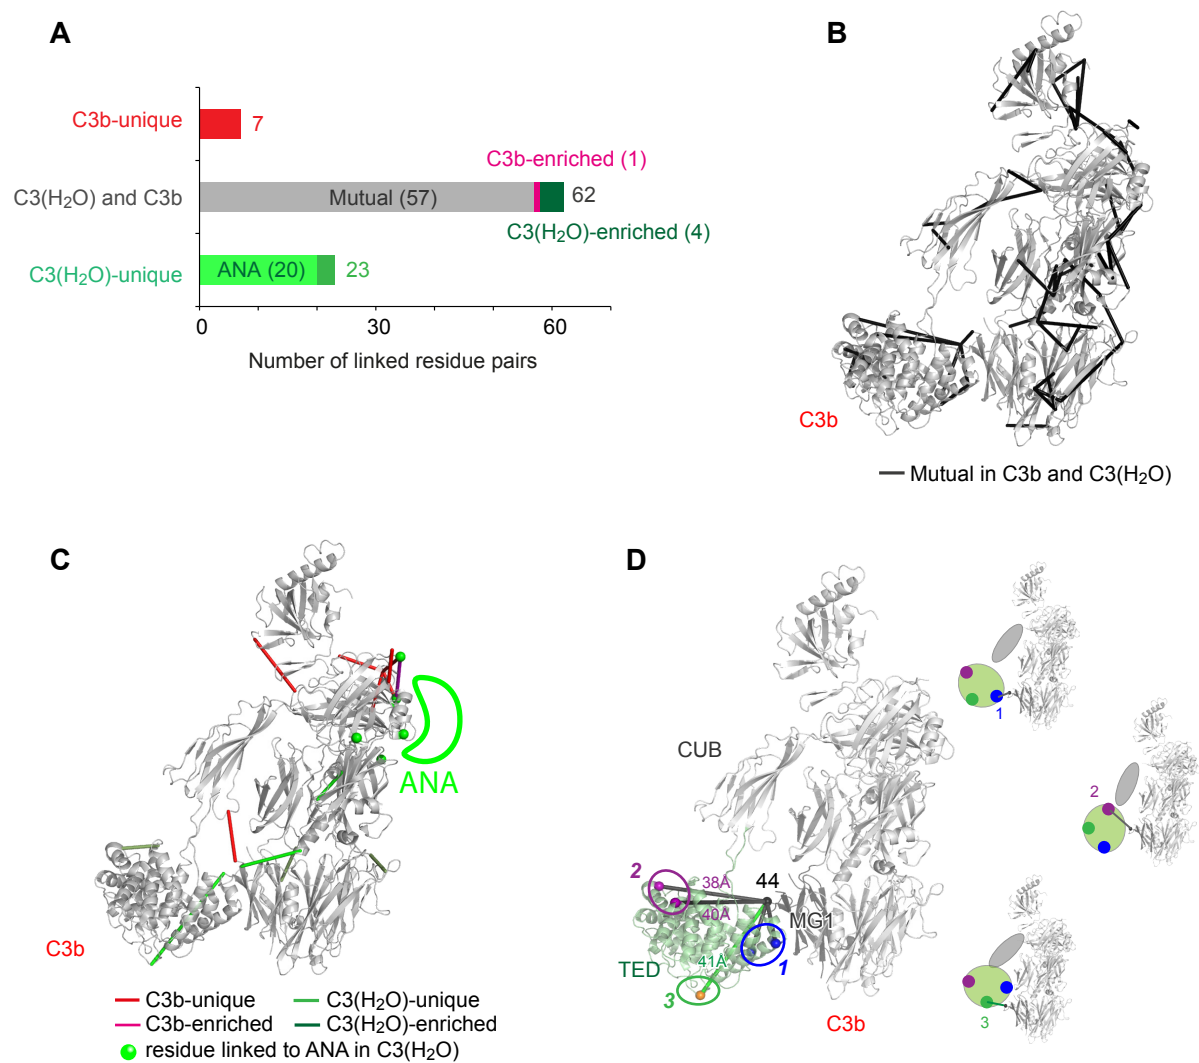 A
C3b-unique
7
C3b-enriched (1)
C3(H₂O) and C3b
Mutual (57)
62
C3(H₂O)-enriched (4)
C3(H₂O)-unique
ANA (20)
23
0
30
60
Number of linked residue pairs
B
C3b
Mutual in C3b and C3(H₂O)
C
ANA
C3b
C3b-unique
C3(H₂O)-unique
C3b-enriched
C3(H₂O)-enriched
residue linked to ANA in C3(H₂O)
D
CUB
2
38Å
44
40Å
MG1
TED
41Å
1
3
C3b
1
2
3